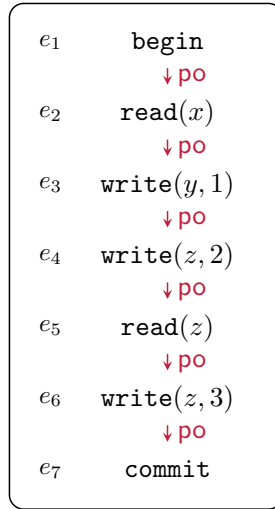 e₁ begin
↓ po
e₂ read(x)
↓ po
e₃ write(y, 1)
↓ po
e₄ write(z, 2)
↓ po
e₅ read(z)
↓ po
e₆ write(z, 3)
↓ po
e₇ commit